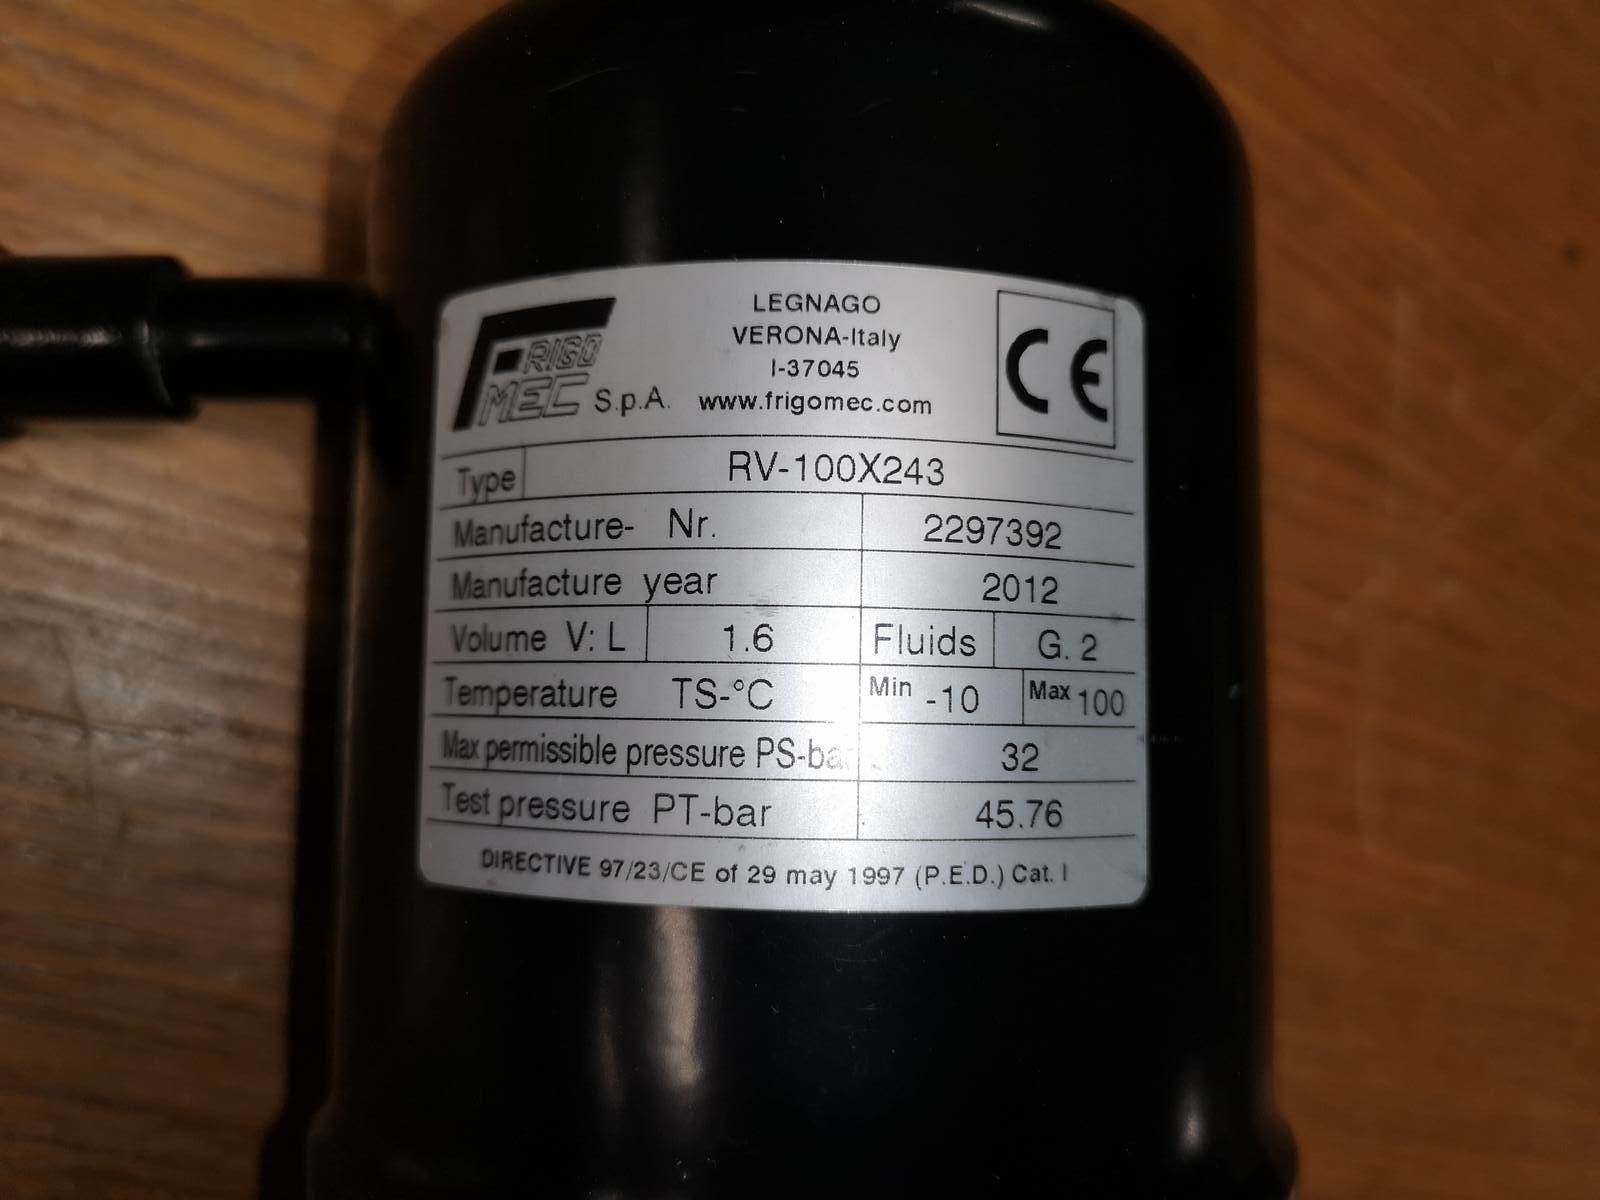 FRIGO
MEC S.p.A.
LEGNAGO
VERONA-Italy
I-37045
www.frigomec.com
CE
Type RV-100X243
Manufacture- Nr. 2297392
Manufacture year 2012
Volume V: L 1.6 Fluids G. 2
Temperature TS-°C Min -10 Max 100
Max permissible pressure PS-ba 32
Test pressure PT-bar 45.76
DIRECTIVE 97/23/CE of 29 may 1997 (P.E.D.) Cat. I